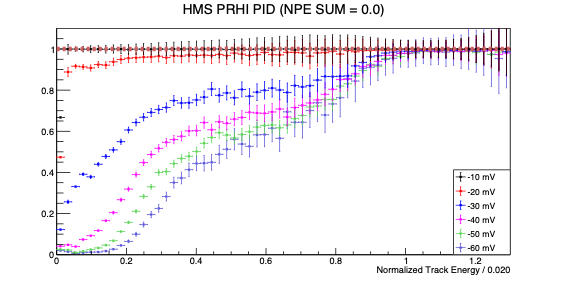 HMS PRHI PID (NPE SUM = 0.0)
1
0.8
0.6
0.4
0.2
0
0 0.2 0.4 0.6 0.8 1 1.2
-10 mV
-20 mV
-30 mV
-40 mV
-50 mV
-60 mV
Normalized Track Energy / 0.020